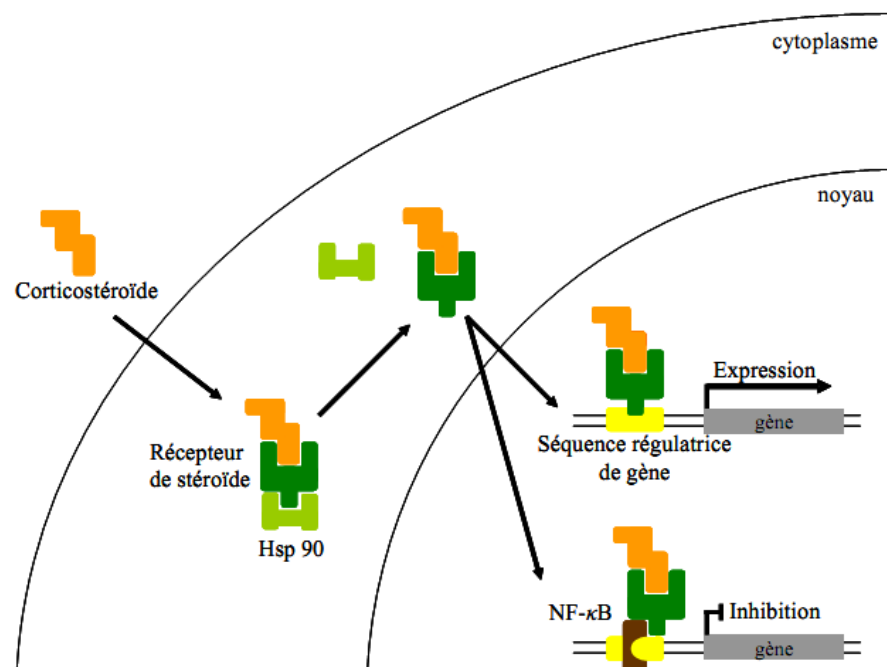 cytoplasme
noyau
Corticostéroïde
Récepteur
de stéroïde
Hsp 90
Expression
gène
Séquence régulatrice
de gène
NF-κB
Inhibition
gène